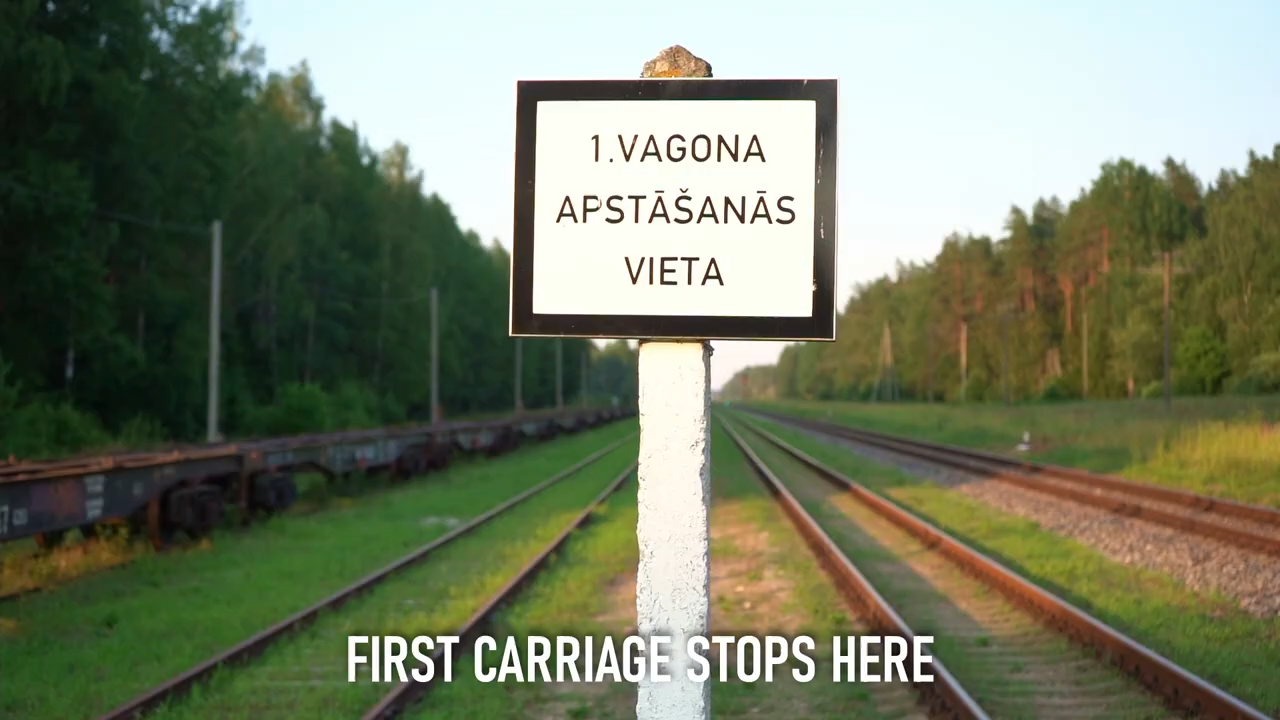 1.VAGONA
APSTĀŠANĀS
VIETA
FIRST CARRIAGE STOPS HERE